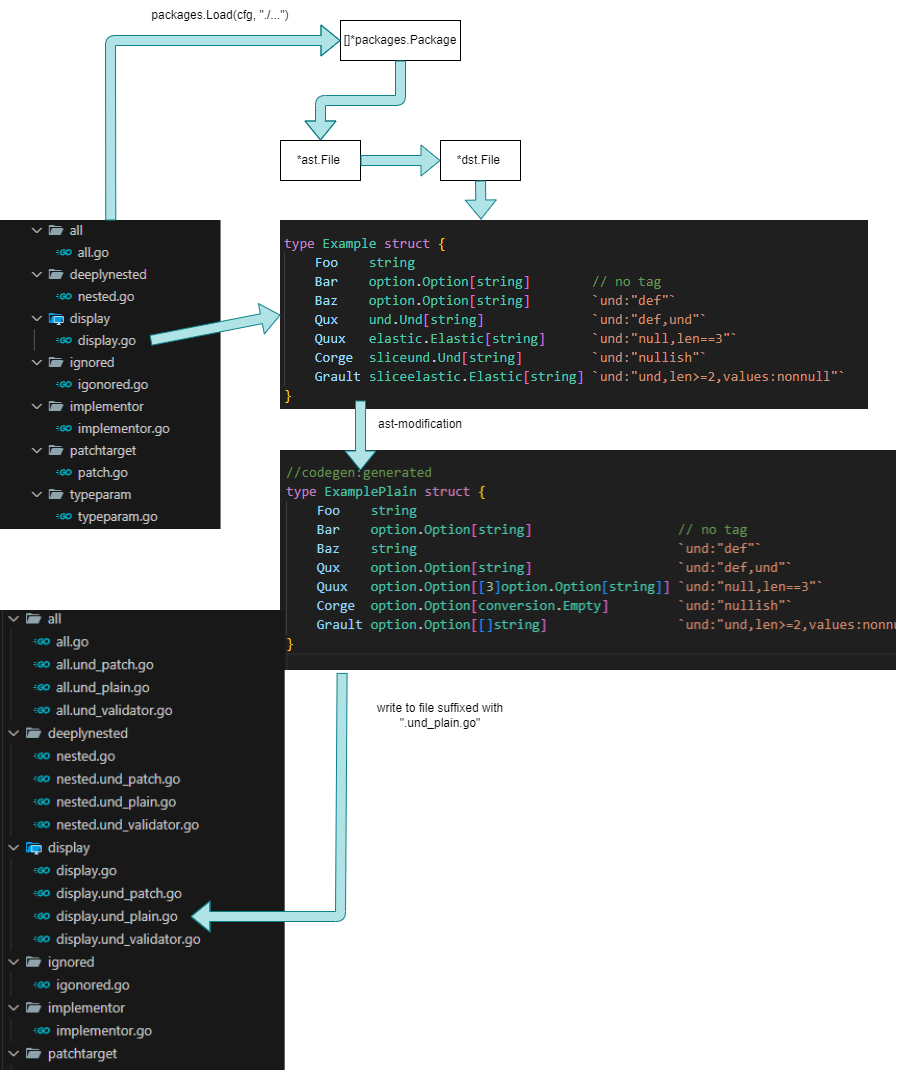 packages.Load(cfg, "./...")
[]*packages.Package
*ast.File
*dst.File
all
all.go
deeplynested
nested.go
display
display.go
ignored
igonored.go
implementor
implementor.go
patchtarget
patch.go
typeparam
typeparam.go
type Example struct {
Foo string
Bar option.Option[string] // no tag
Baz option.Option[string] `und:"def"`
Qux und.Und[string] `und:"def,und"`
Quux elastic.Elastic[string] `und:"null,len==3"`
Corge sliceund.Und[string] `und:"nullish"`
Grault sliceelastic.Elastic[string] `und:"und,len>=2,values:nonnull"`
}
ast-modification
//codegen:generated
type ExamplePlain struct {
Foo string
Bar option.Option[string] // no tag
Baz string `und:"def"`
Qux option.Option[string] `und:"def,und"`
Quux option.Option[[3]option.Option[string]] `und:"null,len==3"`
Corge option.Option[conversion.Empty] `und:"nullish"`
Grault option.Option[[]string] `und:"und,len>=2,values:nonnu
}
write to file suffixed with
".und_plain.go"
all
all.go
all.und_patch.go
all.und_plain.go
all.und_validator.go
deeplynested
nested.go
nested.und_patch.go
nested.und_plain.go
nested.und_validator.go
display
display.go
display.und_patch.go
display.und_plain.go
display.und_validator.go
ignored
igonored.go
implementor
implementor.go
patchtarget